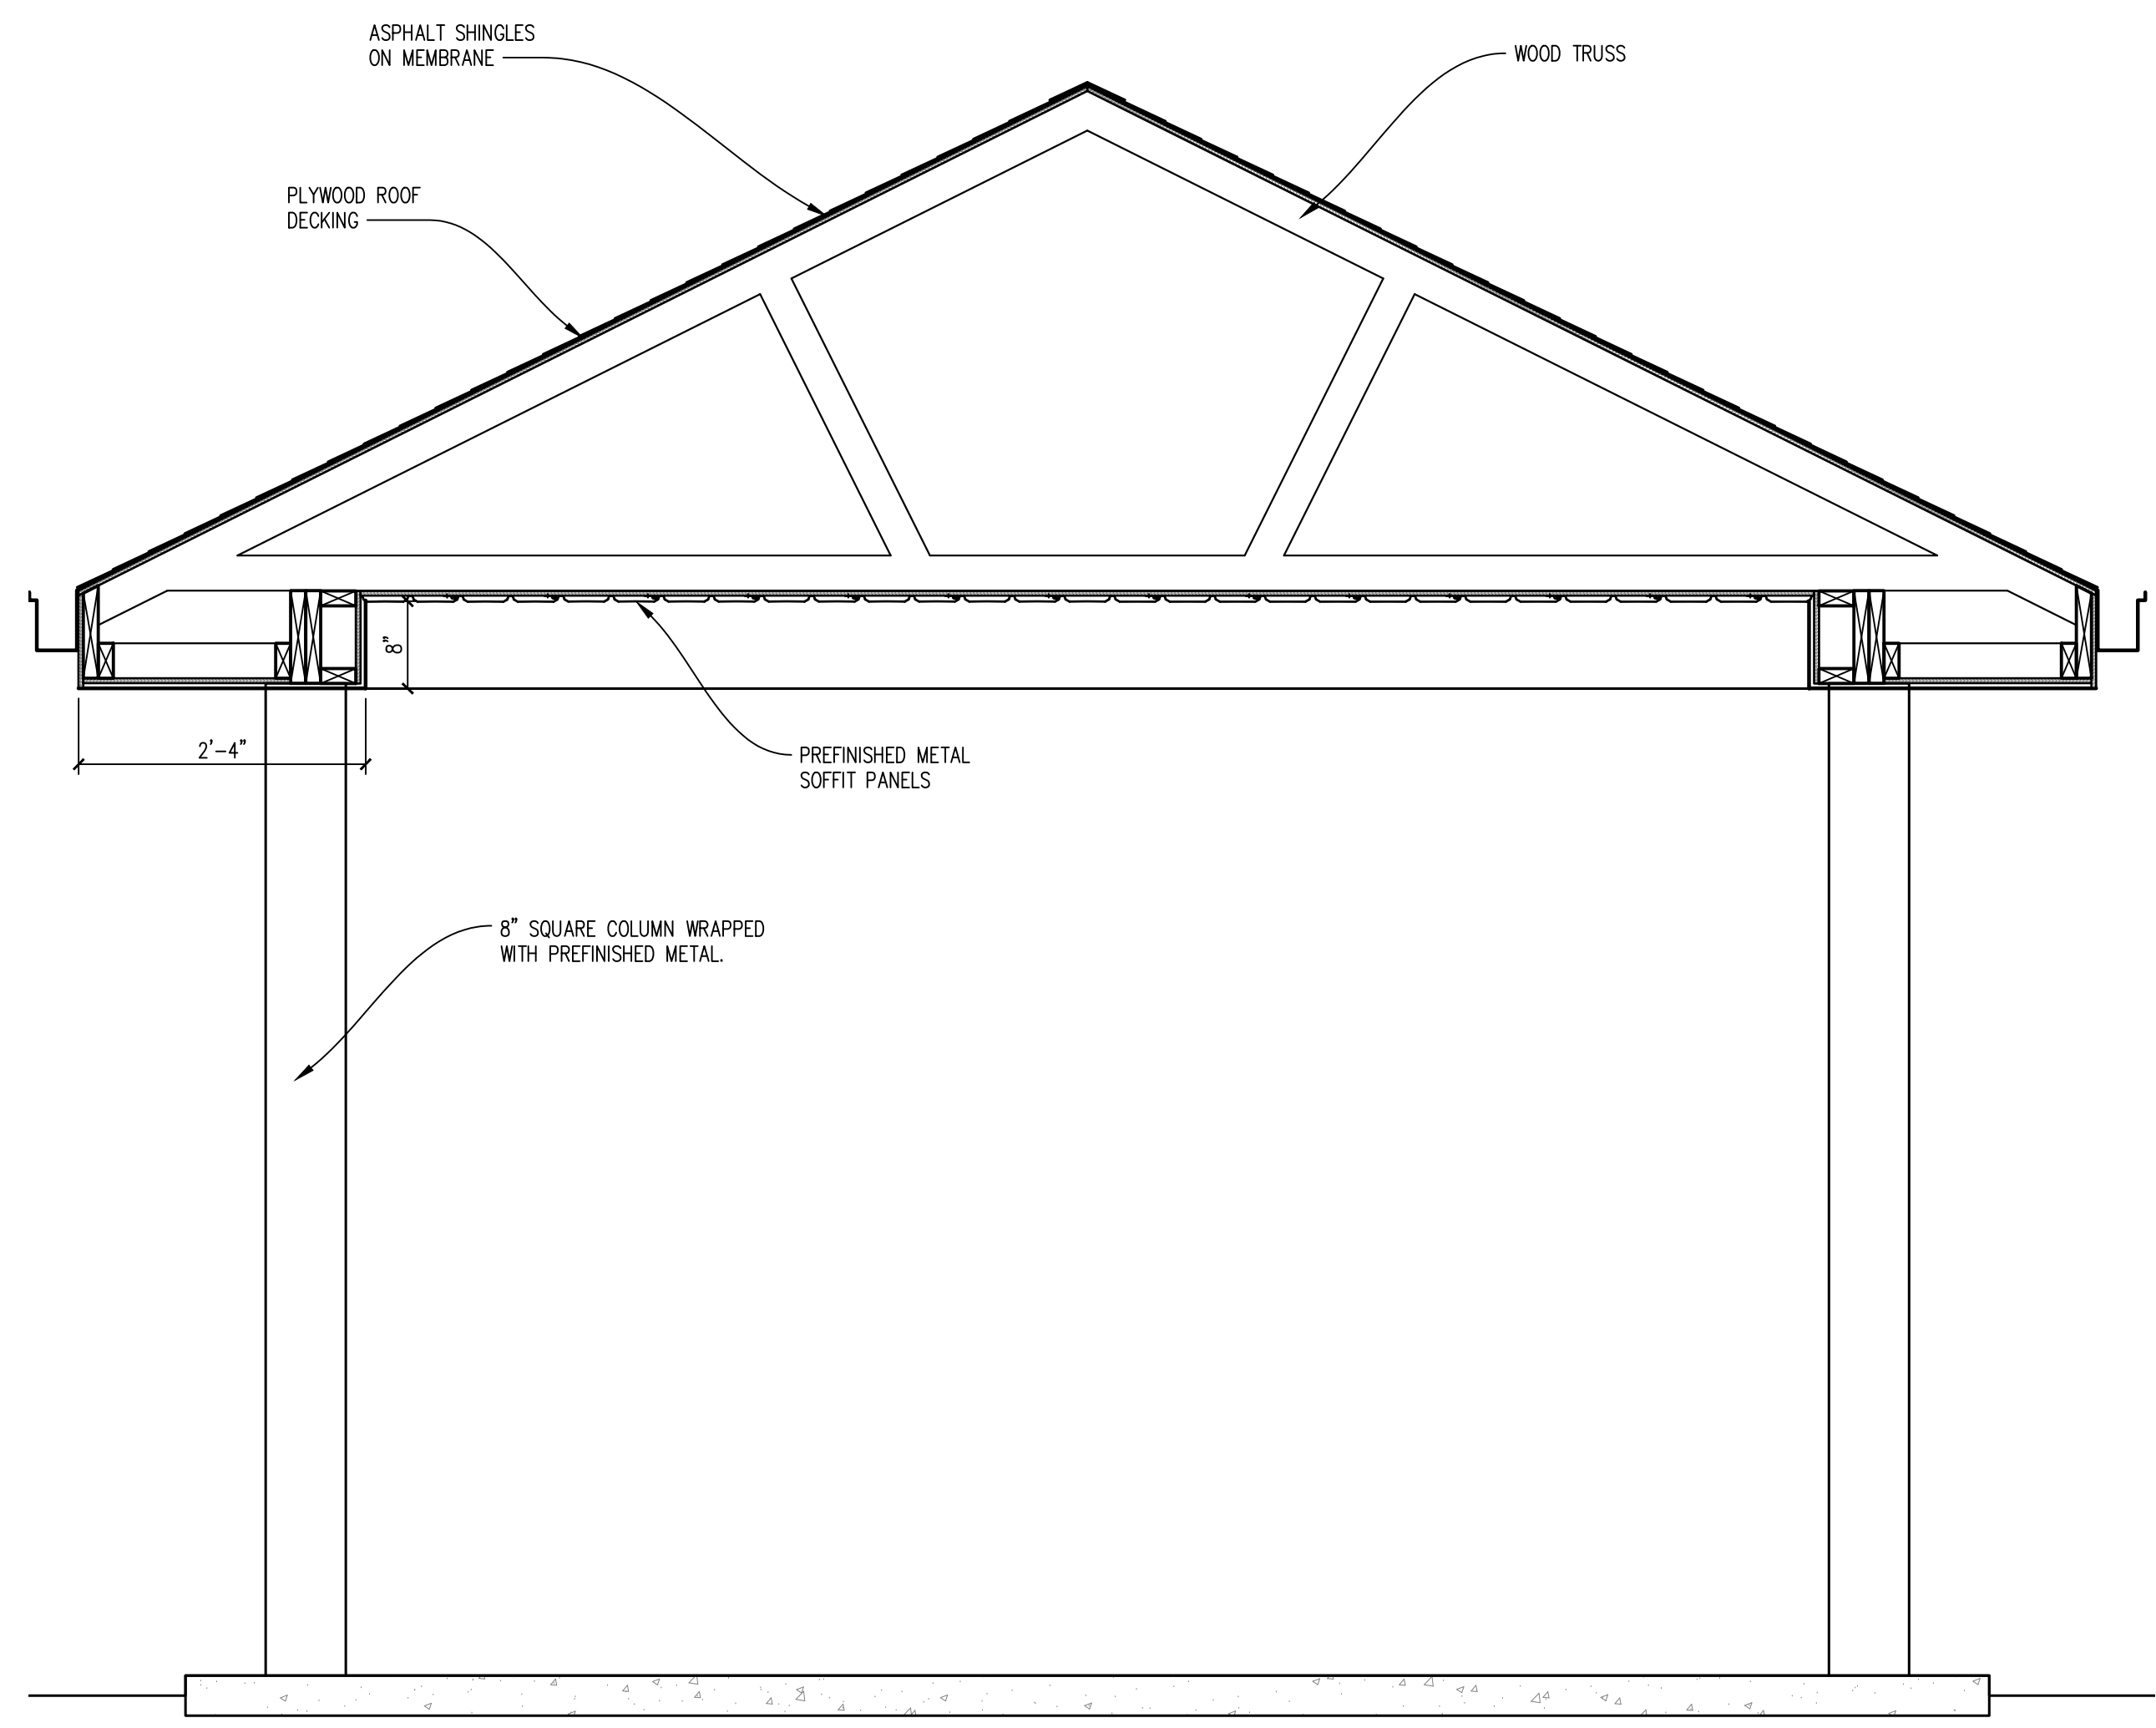 ASPHALT SHINGLES
ON MEMBRANE
WOOD TRUSS
PLYWOOD ROOF
DECKING
8"
2'-4"
PREFINISHED METAL
SOFFIT PANELS
8" SQUARE COLUMN WRAPPED
WITH PREFINISHED METAL.